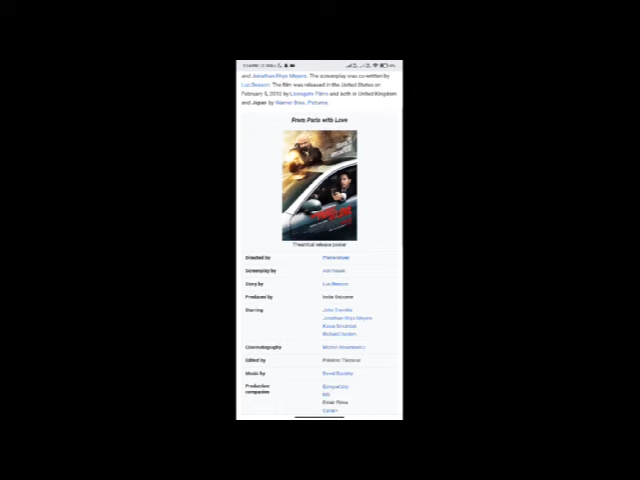 and Jonathan Rhys Meyers. The screenplay was co-written by
Luc Besson. The film was released in the United States on
February 5, 2010 by Lionsgate Films and both in United Kingdom
and Japan by Warner Bros. Pictures.
From Paris with Love
Theatrical release poster
Directed by Pierre Morel
Screenplay by Adi Hasak
Story by Luc Besson
Produced by India Osborne
Starring John Travolta
Jonathan Rhys Meyers
Kasia Smutniak
Richard Durden
Cinematography Michel Abramowicz
Edited by Frédéric Thoraval
Music by David Buckley
Production EuropaCorp
companies M6
Films
Canal+